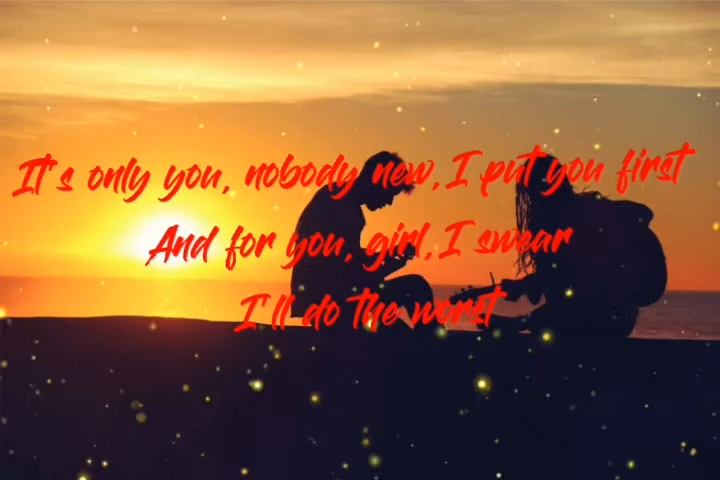 It's only you, nobody new, I put you first
And for you, girl, I swear
I'll do the worst